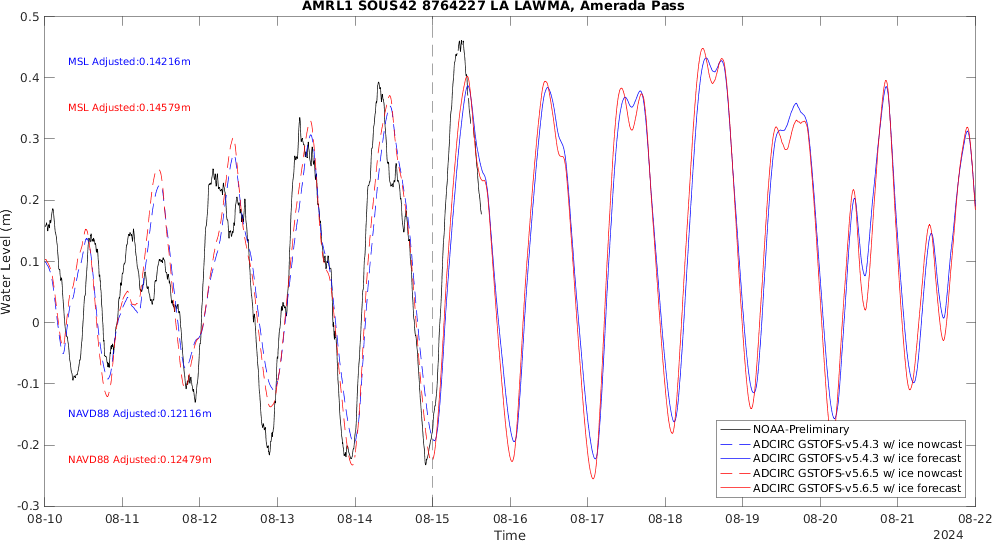 AMRL1 SOUS42 8764227 LA LAWMA, Amerada Pass
0.5
0.4
0.3
0.2
0.1
0
-0.1
-0.2
-0.3
Water Level (m)
MSL Adjusted:0.14216m
MSL Adjusted:0.14579m
NAVD88 Adjusted:0.12116m
NAVD88 Adjusted:0.12479m
NOAA-Preliminary
ADCIRC GSTOFS-v5.4.3 w/ ice nowcast
ADCIRC GSTOFS-v5.4.3 w/ ice forecast
ADCIRC GSTOFS-v5.6.5 w/ ice nowcast
ADCIRC GSTOFS-v5.6.5 w/ ice forecast
08-10 08-11 08-12 08-13 08-14 08-15 08-16 08-17 08-18 08-19 08-20 08-21 08-22
Time
2024